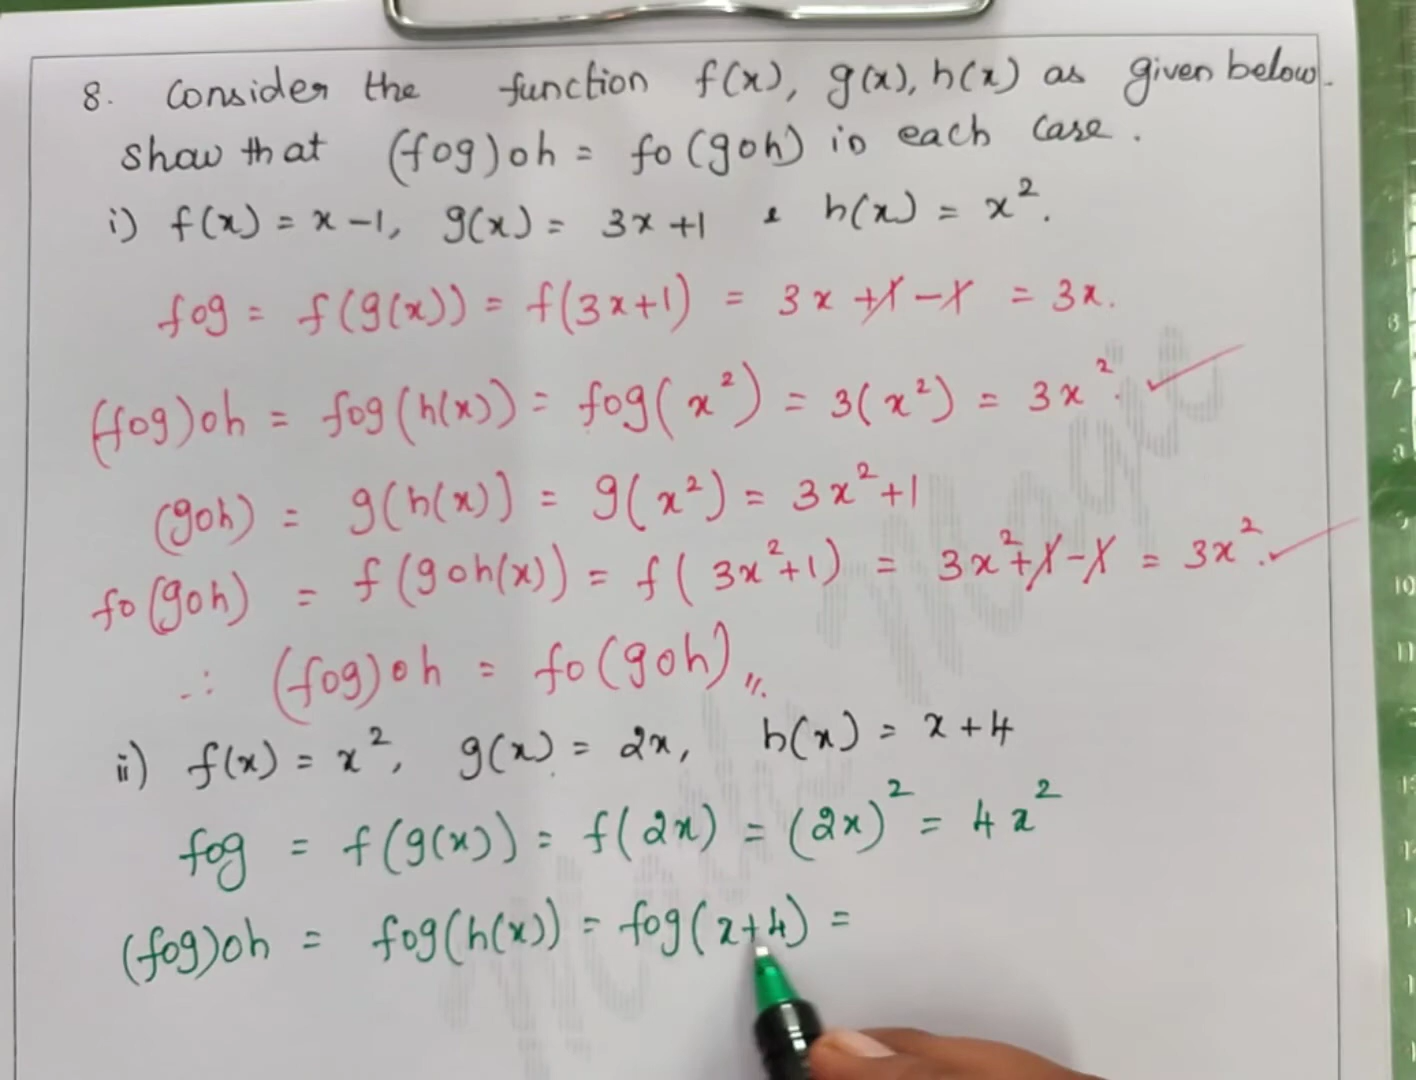 8. Consider the function f(x), g(x), h(x) as given below.
show that (fog)oh = fo(goh) in each case.
i) f(x) = x-1, g(x) = 3x+1 & h(x) = x².
fog = f(g(x)) = f(3x+1) = 3x+1-1 = 3x.
(fog)oh = fog(h(x)) = fog(x²) = 3(x²) = 3x².
(goh) = g(h(x)) = g(x²) = 3x²+1
fo(goh) = f(goh(x)) = f(3x²+1) = 3x²+1-1 = 3x².
∴ (fog)oh = fo(goh)//.
ii) f(x) = x², g(x) = 2x, h(x) = x+4
fog = f(g(x)) = f(2x) = (2x)² = 4x²
(fog)oh = fog(h(x)) = fog(x+4) =